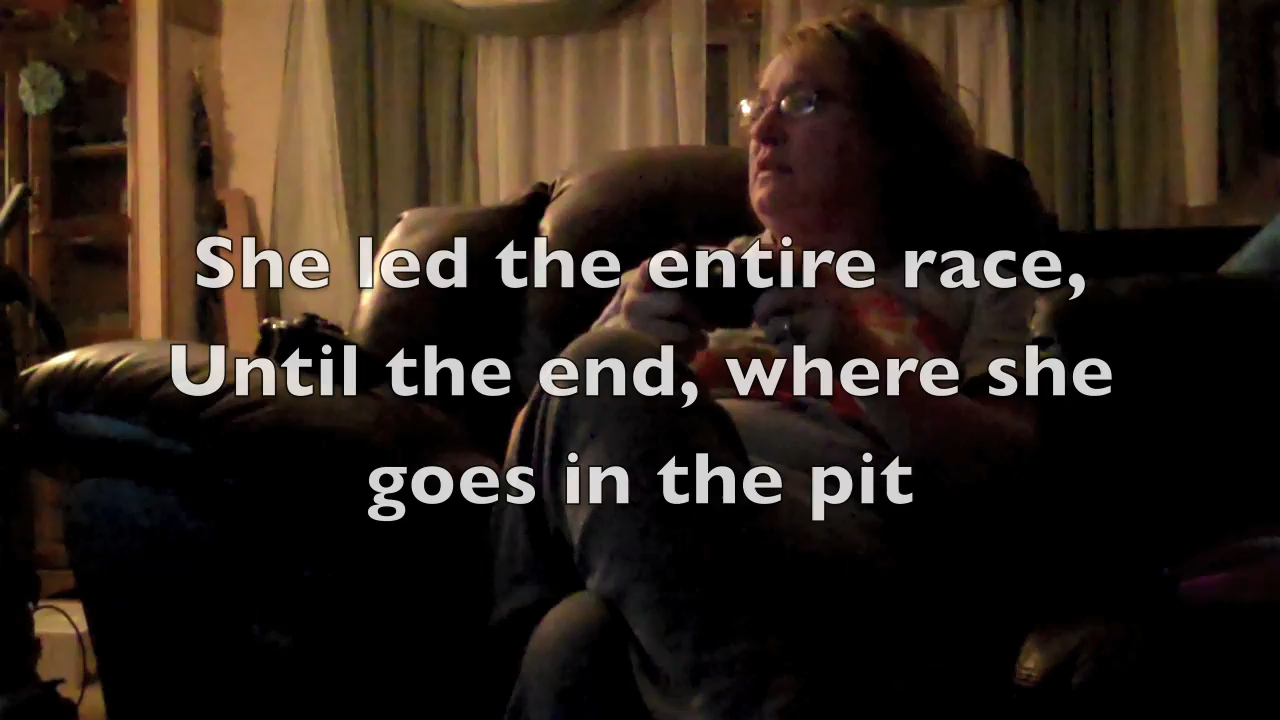 She led the entire race,
Until the end, where she
goes in the pit